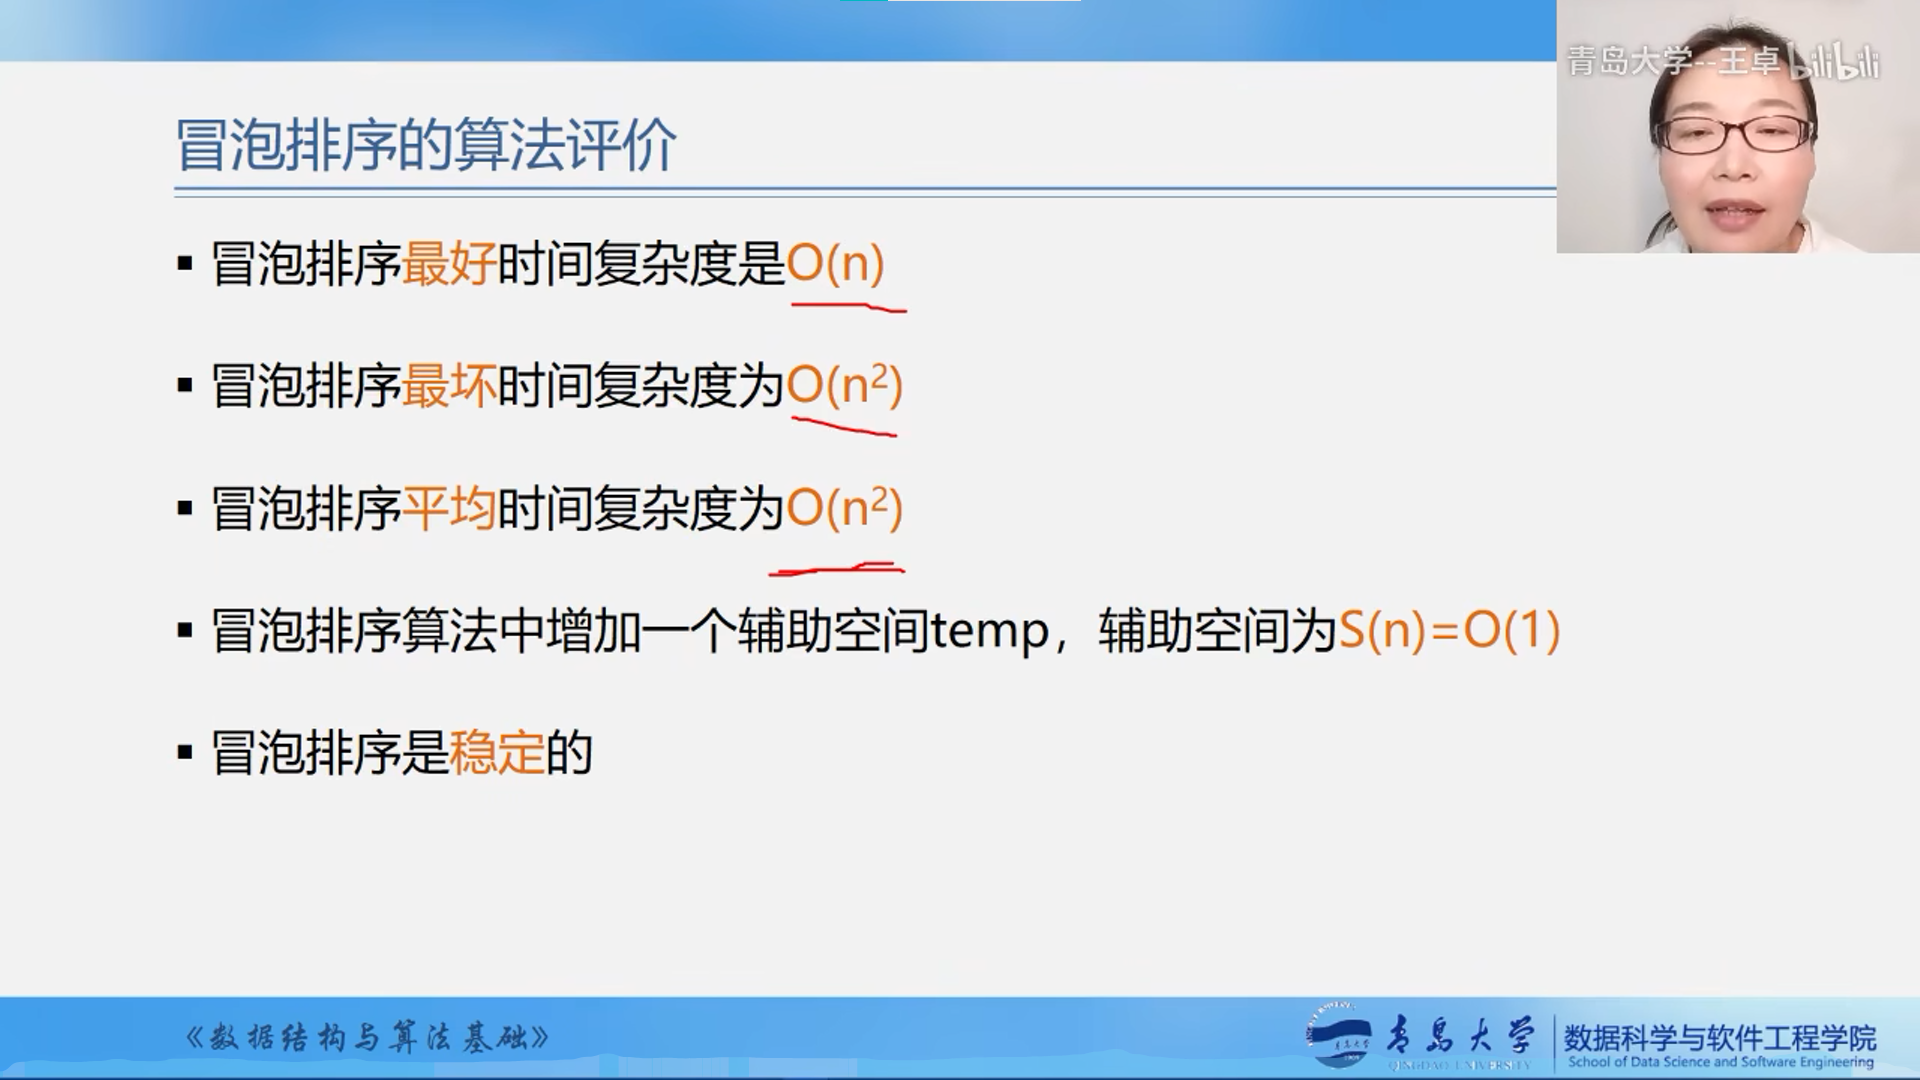 青岛大学--王卓 bilibili
冒泡排序的算法评价
▪ 冒泡排序最好时间复杂度是O(n)
▪ 冒泡排序最坏时间复杂度为O(n²)
▪ 冒泡排序平均时间复杂度为O(n²)
▪ 冒泡排序算法中增加一个辅助空间temp，辅助空间为S(n)=O(1)
▪ 冒泡排序是稳定的
《数据结构与算法基础》
青岛大学
QINGDAO UNIVERSITY
数据科学与软件工程学院
School of Data Science and Software Engineering